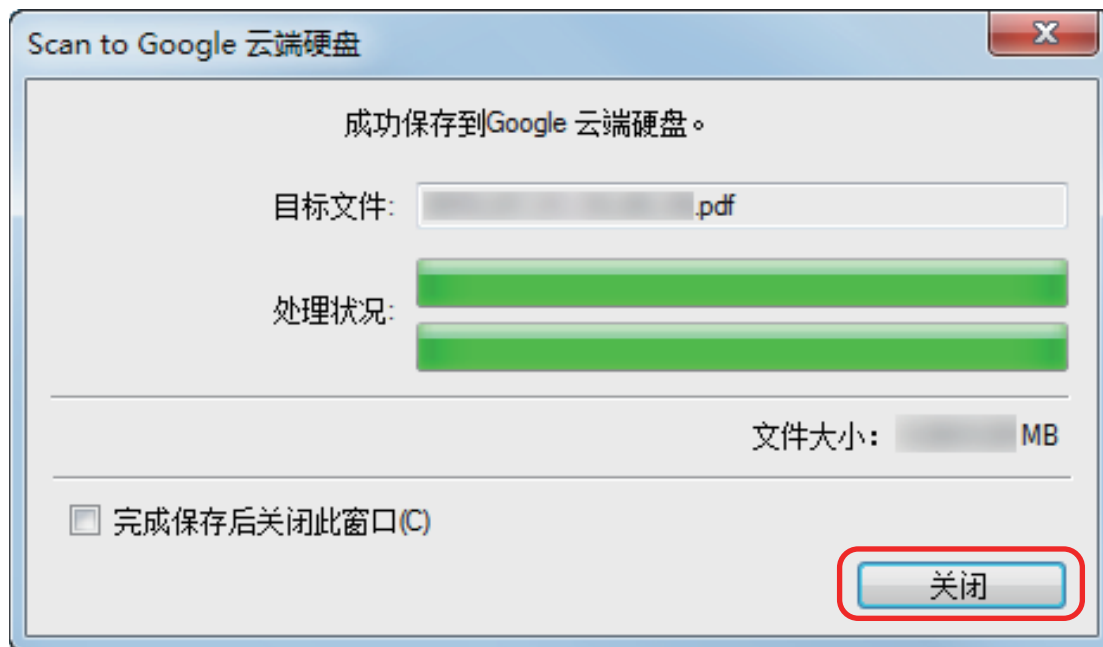 Scan to Google 云端硬盘
成功保存到Google 云端硬盘。
目标文件: .pdf
处理状况:
文件大小： MB
完成保存后关闭此窗口(C)
关闭